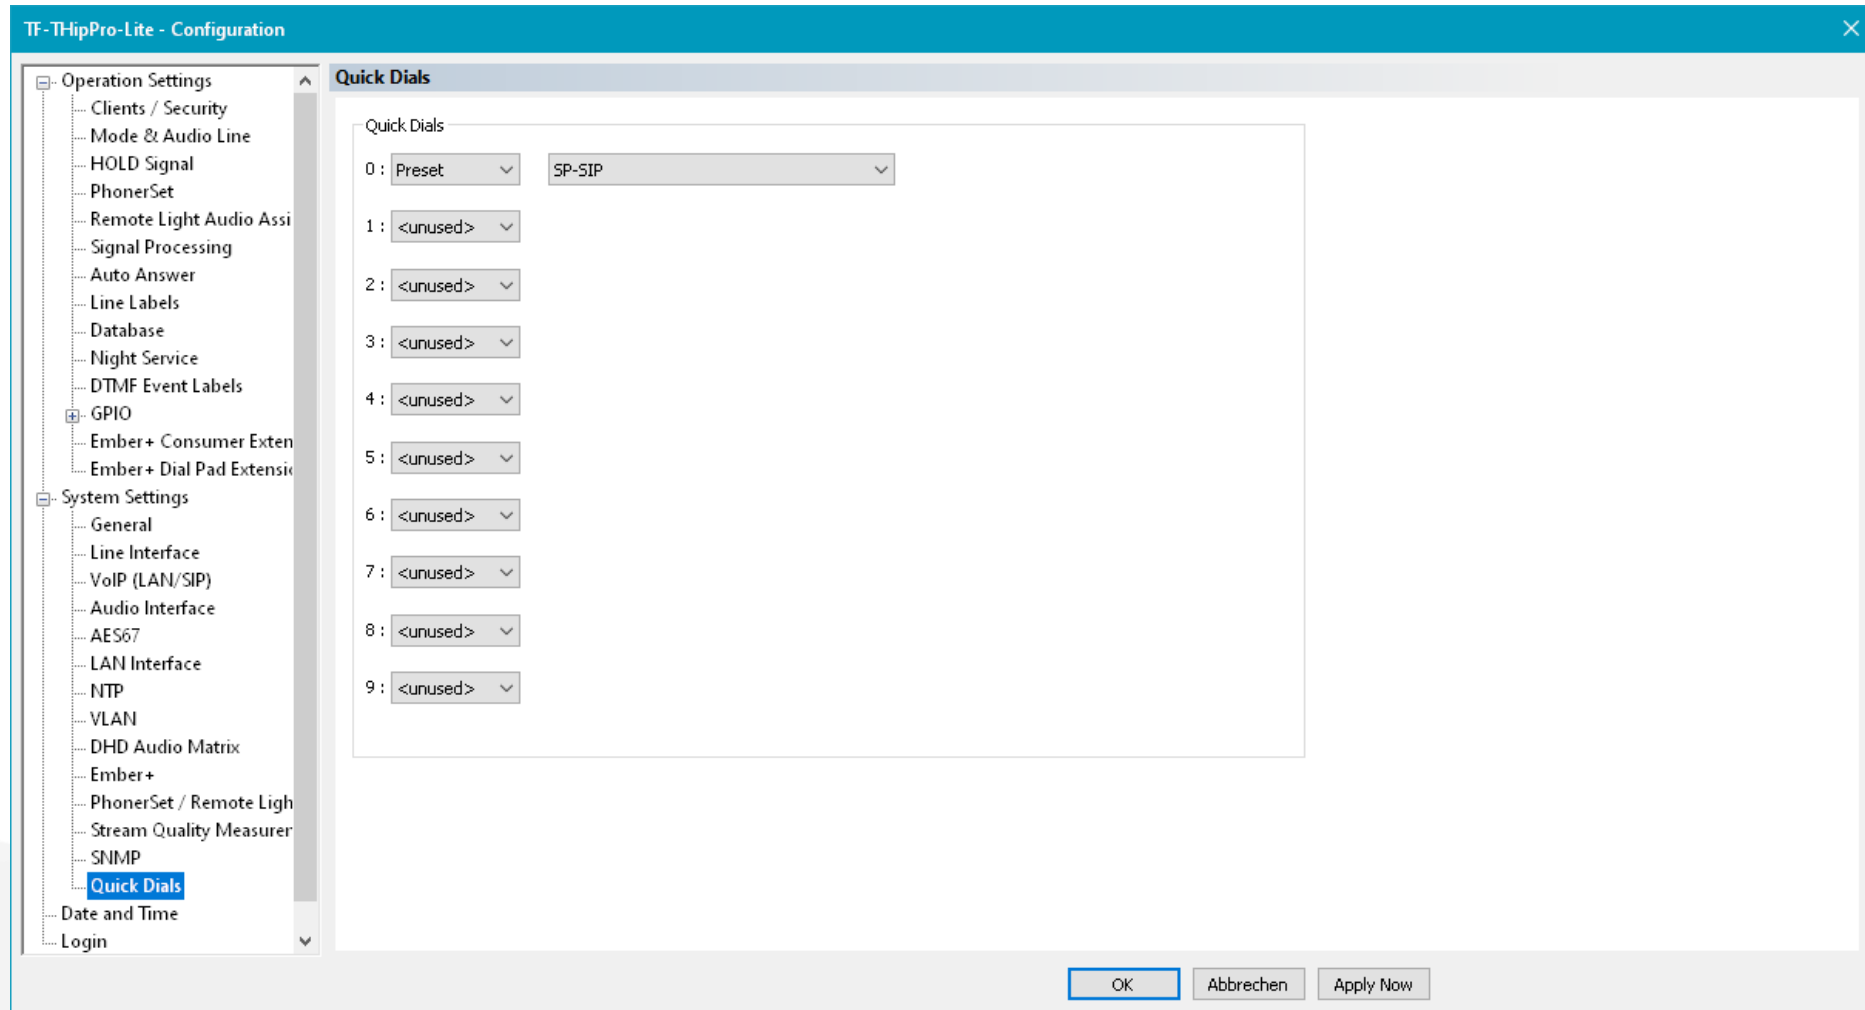 TF-THipPro-Lite - Configuration
Operation Settings
Clients / Security
Mode & Audio Line
HOLD Signal
PhonerSet
Remote Light Audio Assi
Signal Processing
Auto Answer
Line Labels
Database
Night Service
DTMF Event Labels
GPIO
Ember+ Consumer Exten
Ember+ Dial Pad Extensi
System Settings
General
Line Interface
VoIP (LAN/SIP)
Audio Interface
AES67
LAN Interface
NTP
VLAN
DHD Audio Matrix
Ember+
PhonerSet / Remote Ligh
Stream Quality Measurer
SNMP
Quick Dials
Date and Time
Login
Quick Dials
Quick Dials
0 : Preset SP-SIP
1 : <unused>
2 : <unused>
3 : <unused>
4 : <unused>
5 : <unused>
6 : <unused>
7 : <unused>
8 : <unused>
9 : <unused>
OK Abbrechen Apply Now